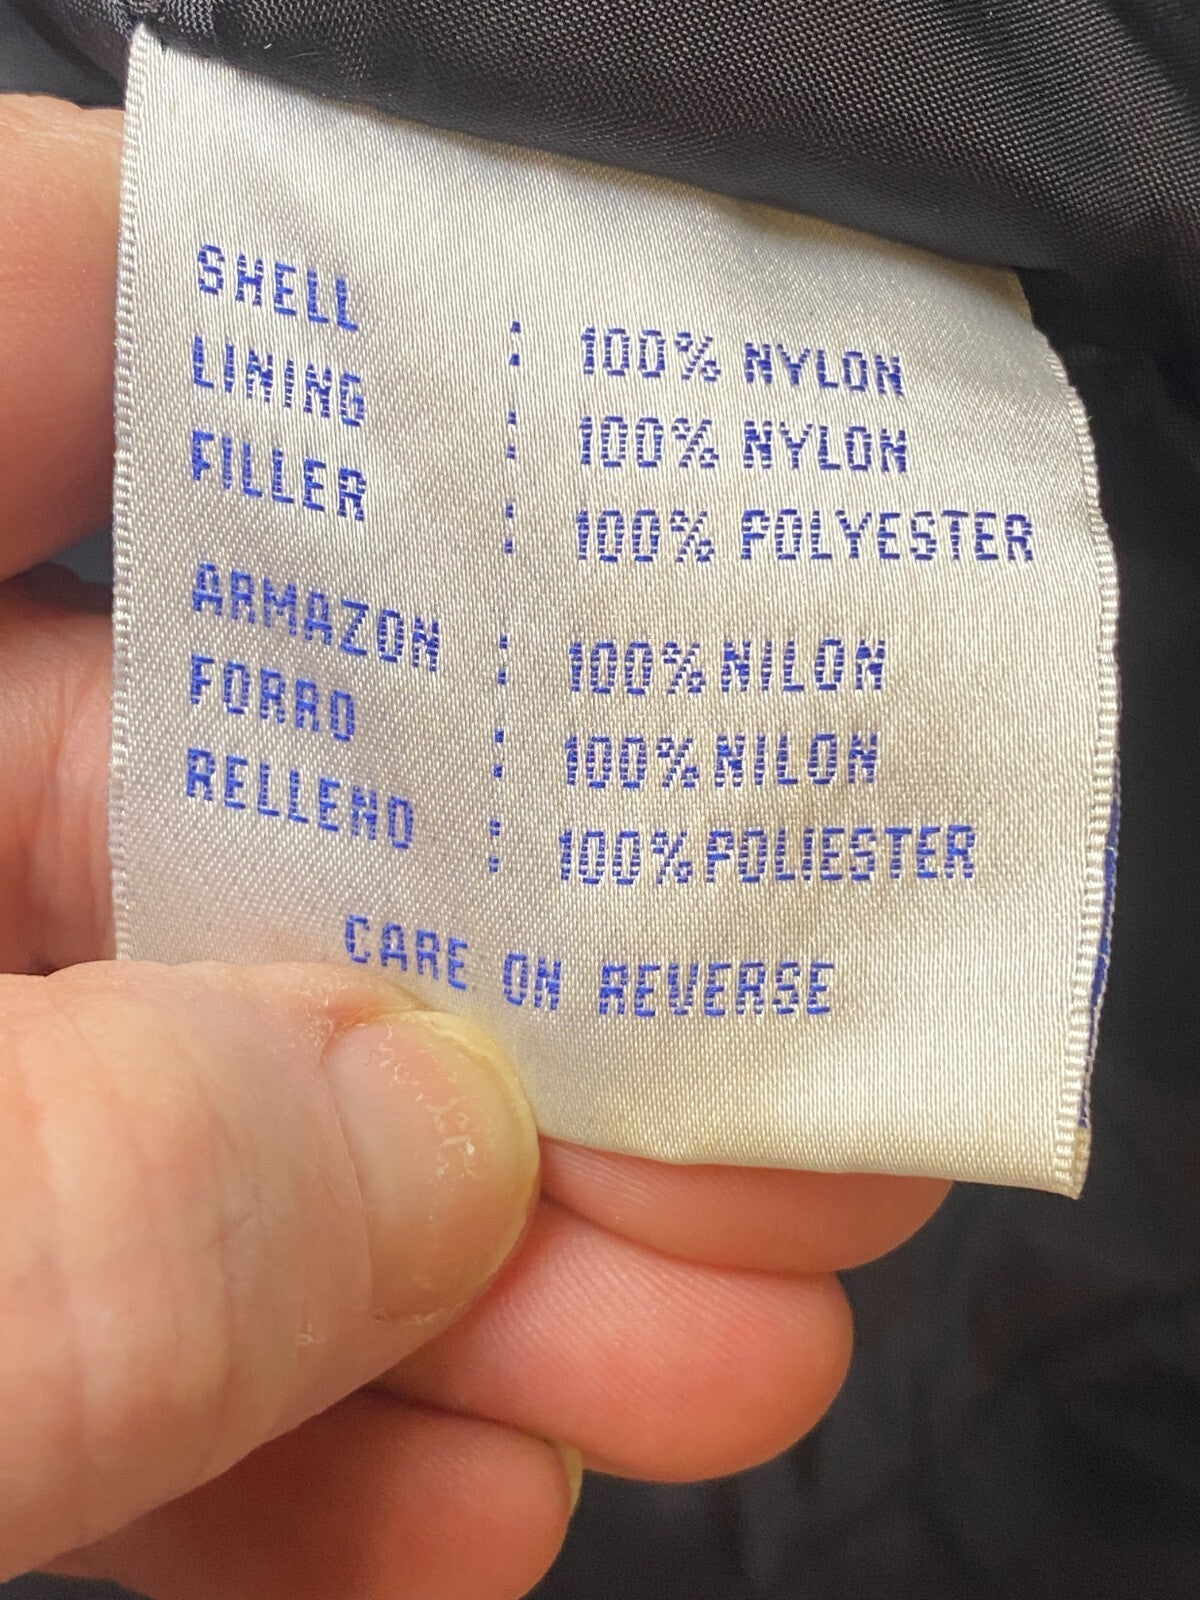 SHELL : 100% NYLON
LINING : 100% NYLON
FILLER : 100% POLYESTER
ARMAZON : 100% NILON
FORRO : 100% NILON
RELLENO : 100% POLIESTER
CARE ON REVERSE